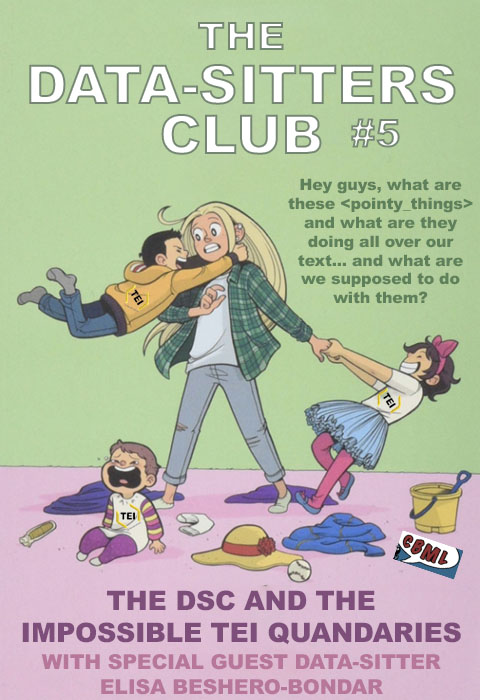 THE
DATA-SITTERS
CLUB #5
Hey guys, what are
these <pointy_things>
and what are they
doing all over our
text... and what are
we supposed to do
with them?
TEI
TEI
TEI
CBML
THE DSC AND THE
IMPOSSIBLE TEI QUANDARIES
WITH SPECIAL GUEST DATA-SITTER
ELISA BESHERO-BONDAR